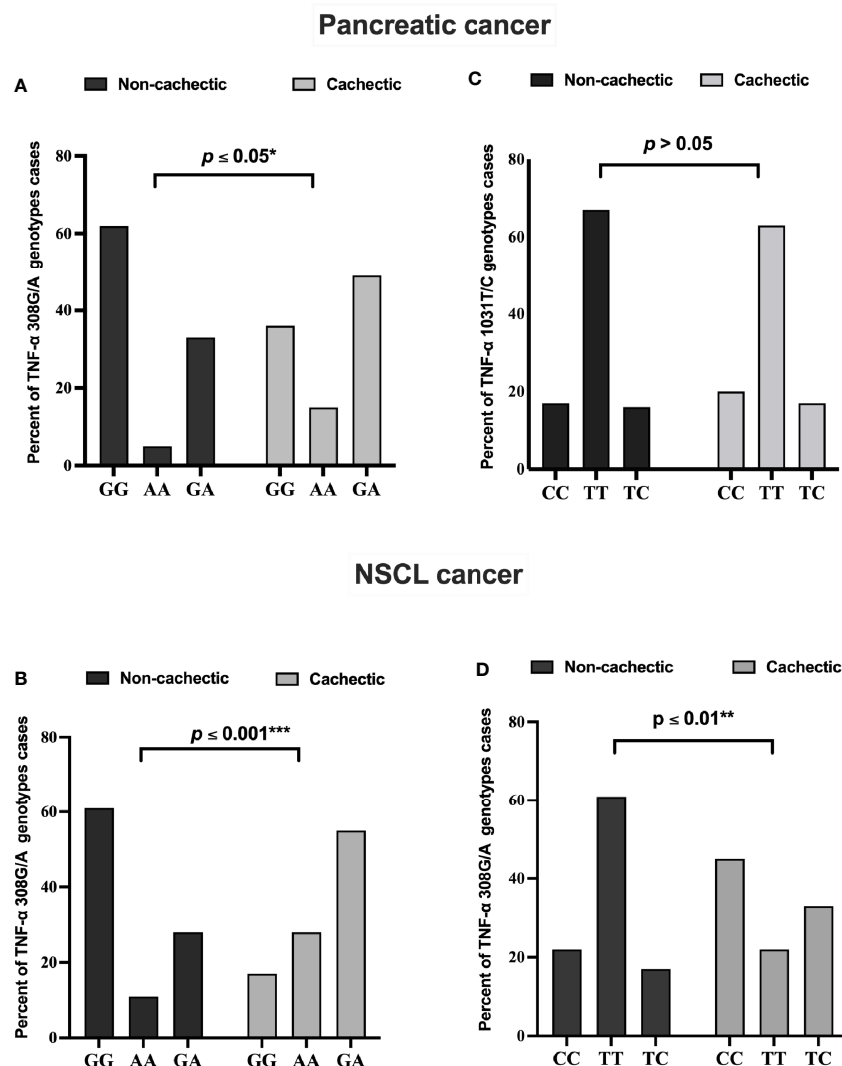 Pancreatic cancer
A
Non-cachectic
Cachectic
p ≤ 0.05*
Percent of TNF-α 308G/A genotypes cases
80
60
40
20
0
GG AA GA GG AA GA
C
Non-cachectic
Cachectic
p > 0.05
Percent of TNF-α 1031T/C genotypes cases
80
60
40
20
0
CC TT TC CC TT TC
NSCL cancer
B
Non-cachectic
Cachectic
p ≤ 0.001***
Percent of TNF-α 308G/A genotypes cases
80
60
40
20
0
GG AA GA GG AA GA
D
Non-cachectic
Cachectic
p ≤ 0.01**
Percent of TNF-α 308G/A genotypes cases
80
60
40
20
0
CC TT TC CC TT TC